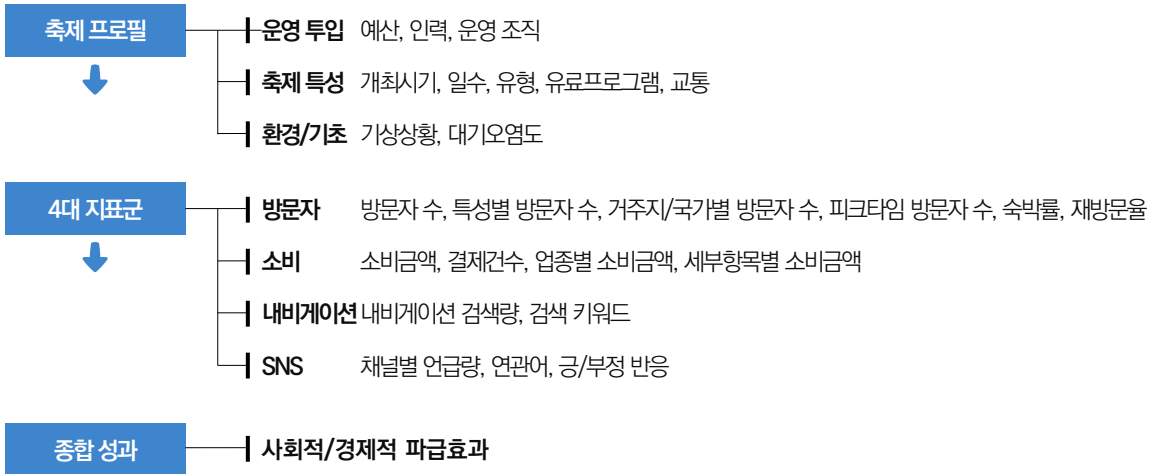 축제 프로필
운영 투입 예산, 인력, 운영 조직
축제 특성 개최시기, 일수, 유형, 유료프로그램, 교통
환경/기초 기상상황, 대기오염도
4대 지표군
방문자 방문자 수, 특성별 방문자 수, 거주지/국가별 방문자 수, 피크타임 방문자 수, 숙박률, 재방문율
소비 소비금액, 결제건수, 업종별 소비금액, 세부항목별 소비금액
내비게이션 내비게이션 검색량, 검색 키워드
SNS 채널별 언급량, 연관어, 긍/부정 반응
종합 성과
사회적/경제적 파급효과